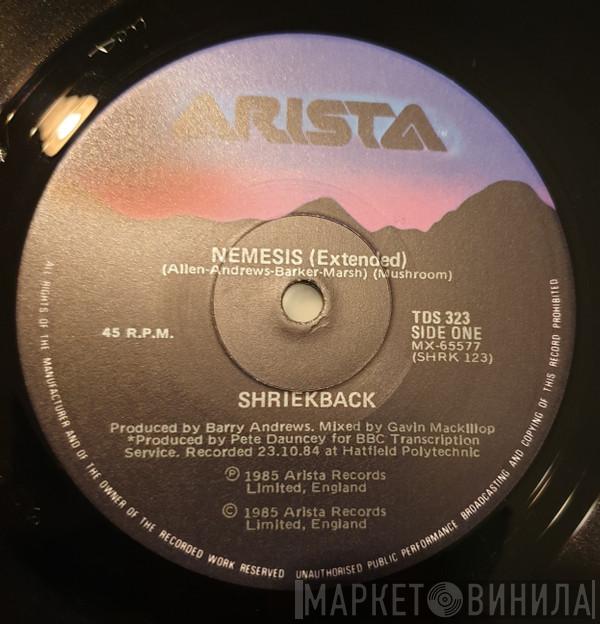 ARISTA
NEMESIS (Extended)
(Allen-Andrews-Barker-Marsh) (Mushroom)
45 R.P.M.
TDS 323
SIDE ONE
MX-65577
(SHRK 123)
SHRIEKBACK
Produced by Barry Andrews. Mixed by Gavin Mackillop
*Produced by Pete Dauncey for BBC Transcription
Service. Recorded 23.10.84 at Hatfield Polytechnic
℗ 1985 Arista Records
Limited, England
© 1985 Arista Records
Limited, England
ALL RIGHTS OF THE MANUFACTURER AND OF THE OWNER OF THE RECORDED WORK RESERVED UNAUTHORISED PUBLIC PERFORMANCE BROADCASTING AND COPYING OF THIS RECORD PROHIBITED
МАРКЕТ ВИНИЛА